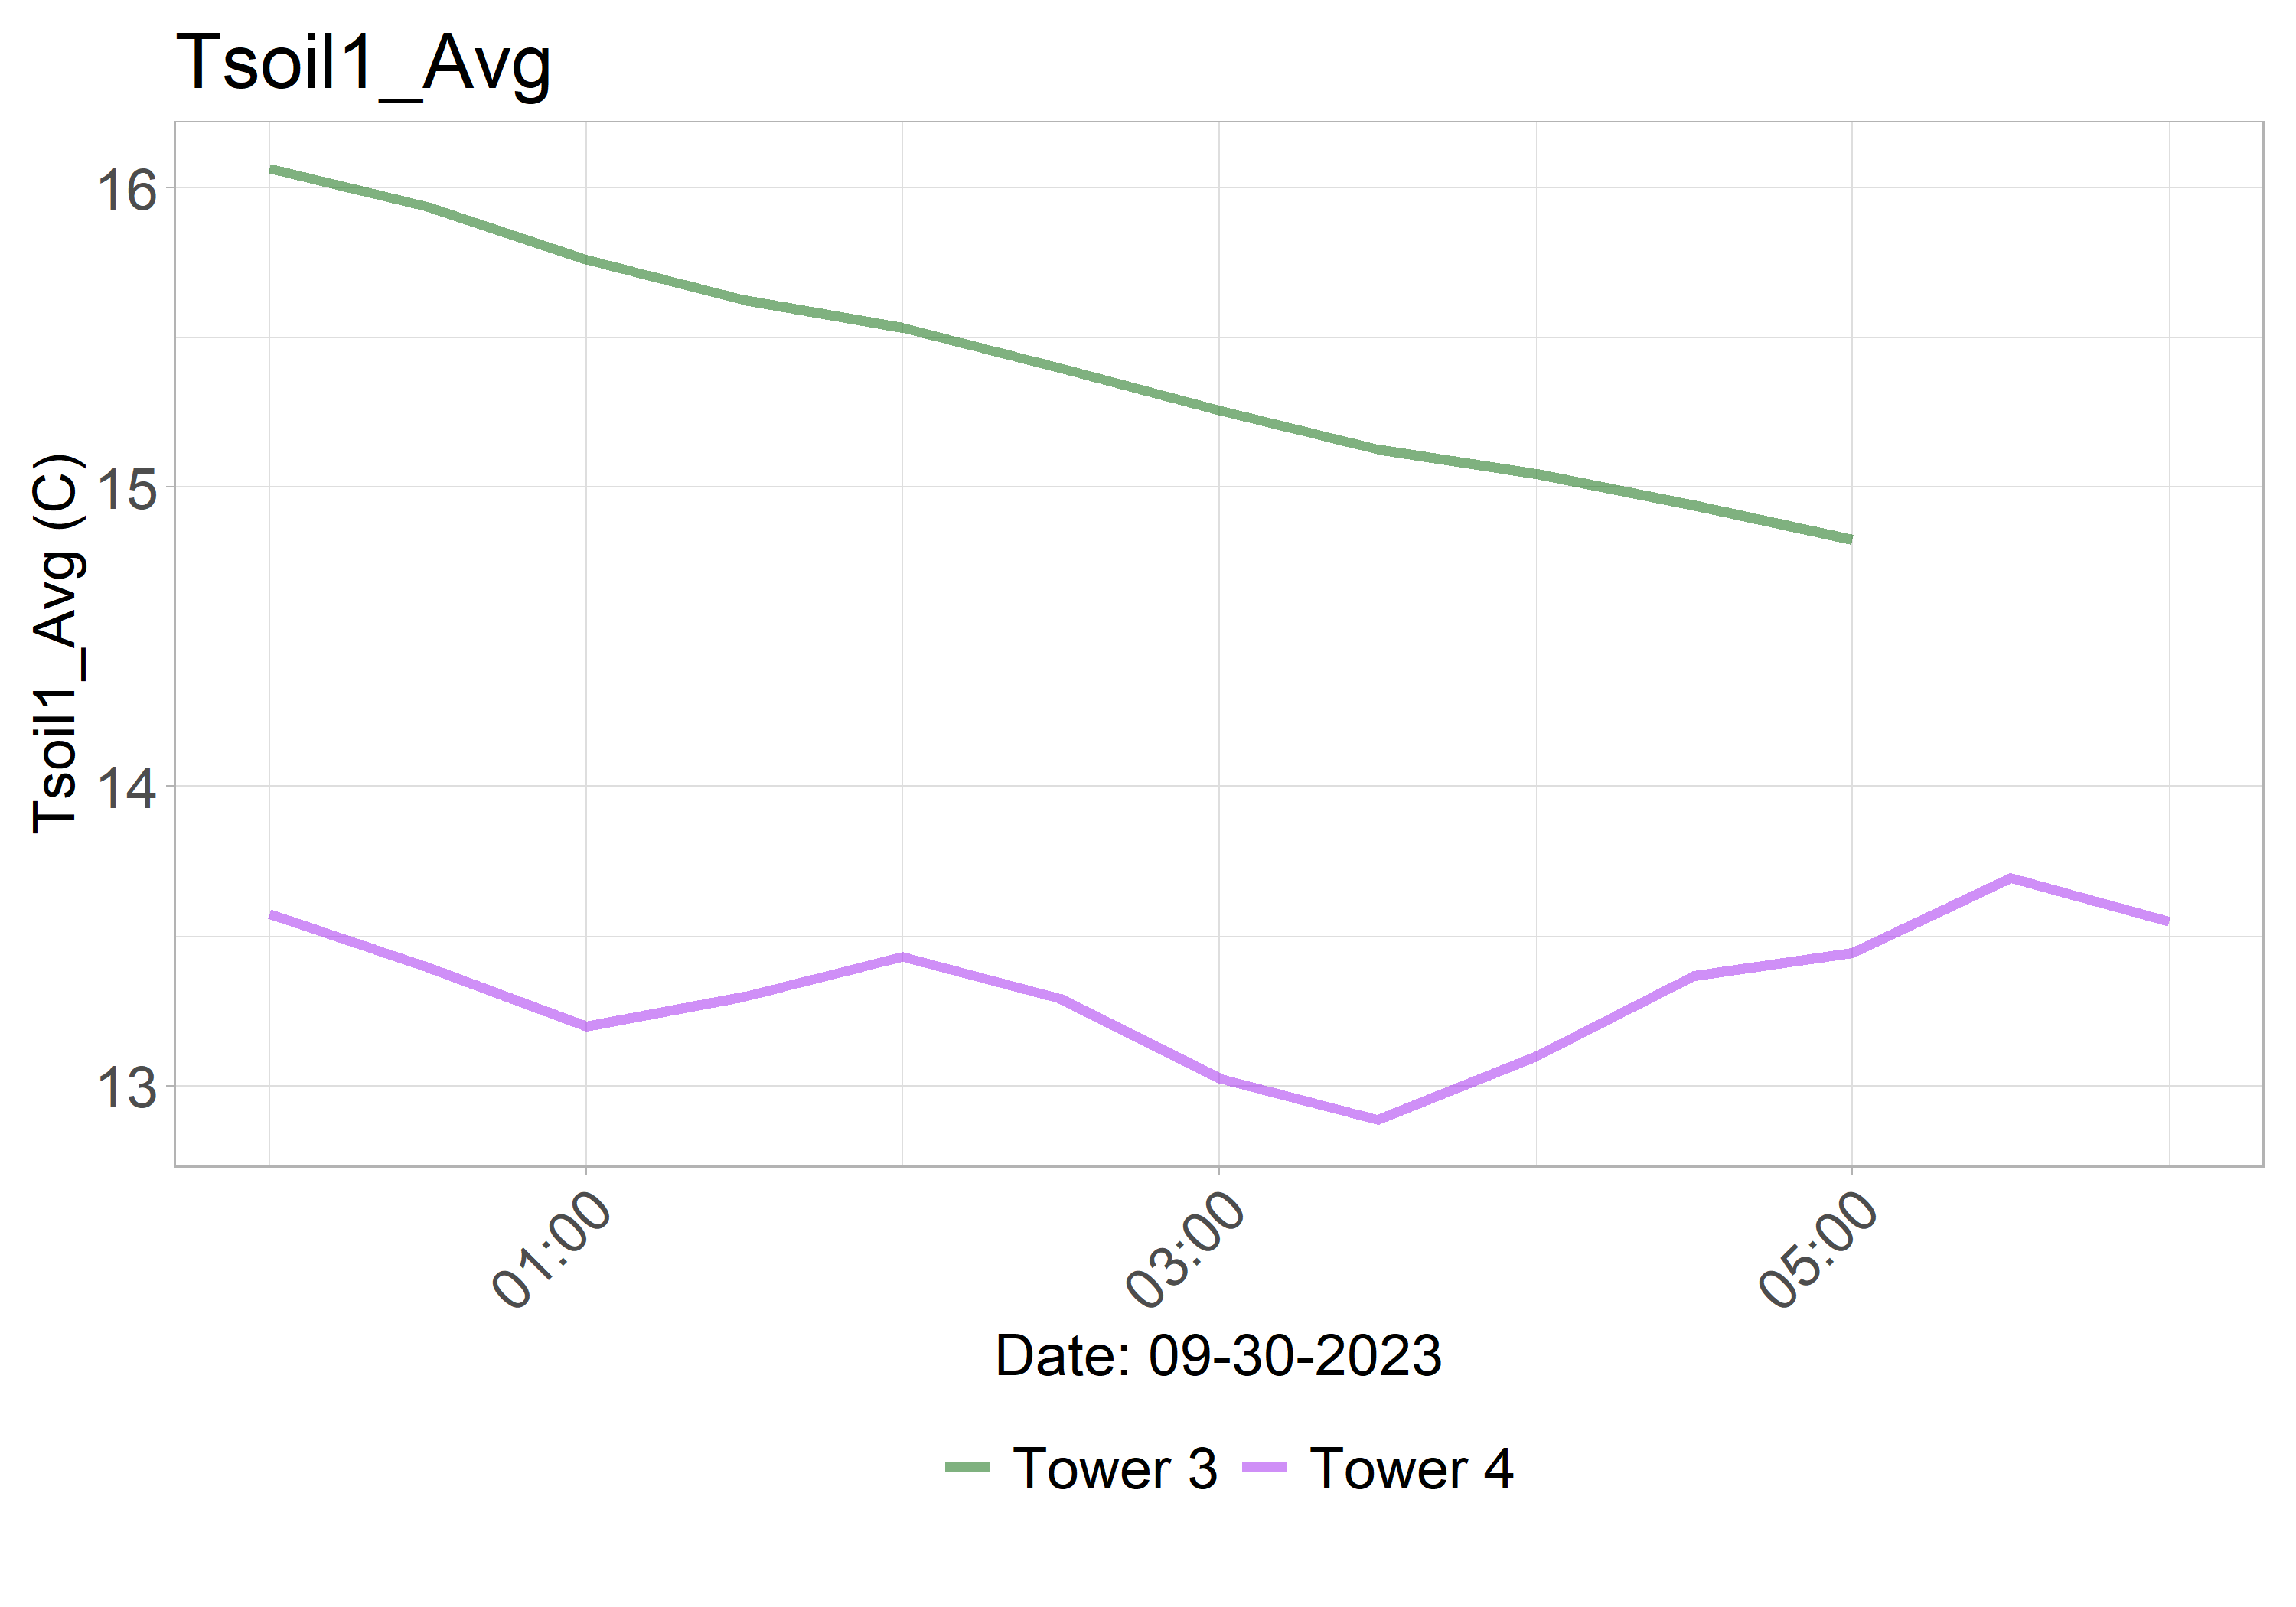 Tsoil1_Avg
Tsoil1_Avg (C)
16
15
14
13
01:00
03:00
05:00
Date: 09-30-2023
Tower 3
Tower 4